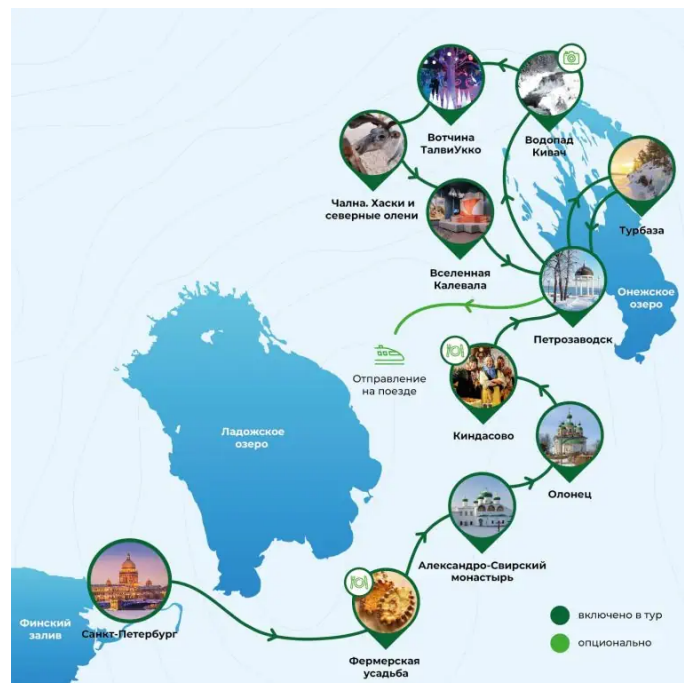 Вотчина
ТалвиУкко
Водопад
Кивач
Чална. Хаски и
северные олени
Турбаза
Вселенная
Калевала
Онежское
озеро
Петрозаводск
Отправление
на поезде
Киндасово
Ладожское
озеро
Олонец
Александро-Свирский
монастырь
Финский
залив
Санкт-Петербург
Фермерская
усадьба
включено в тур
опционально